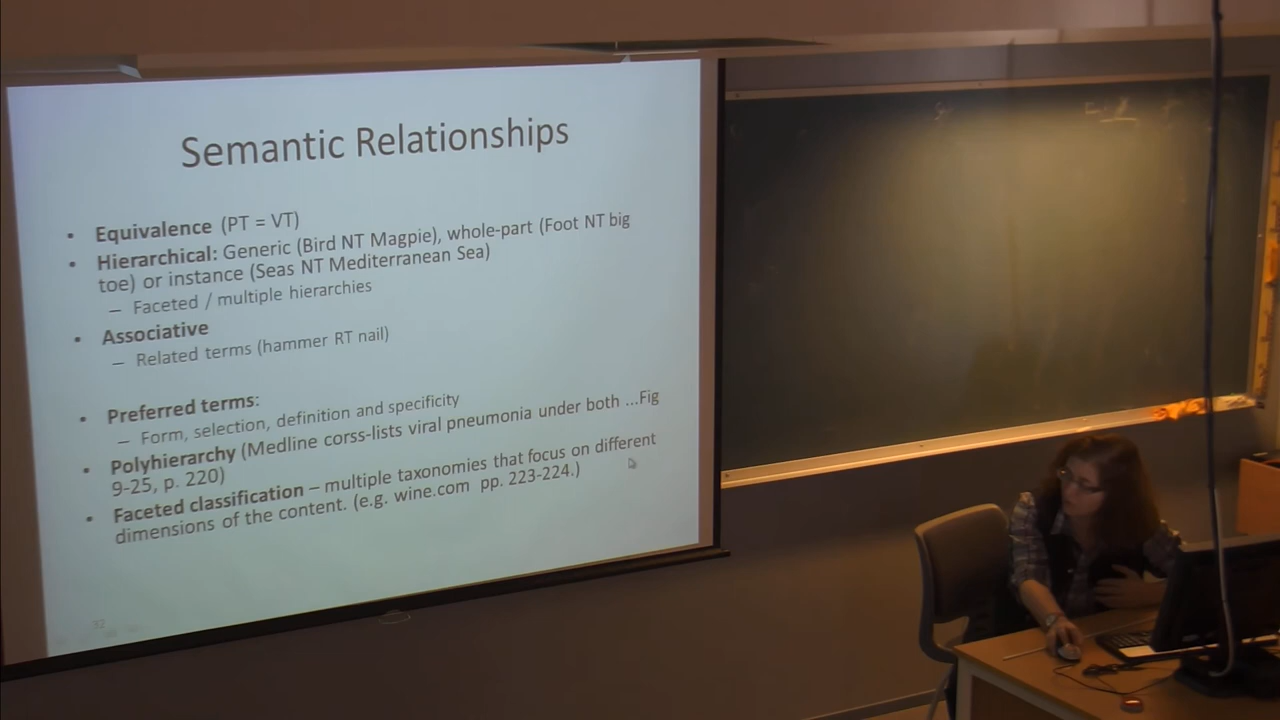 Semantic Relationships
• Equivalence (PT = VT)
• Hierarchical: Generic (Bird NT Magpie), whole-part (Foot NT big
toe) or instance (Seas NT Mediterranean Sea)
– Faceted / multiple hierarchies
• Associative
– Related terms (hammer RT nail)
• Preferred terms:
– Form, selection, definition and specificity
• Polyhierarchy (Medline corss-lists viral pneumonia under both ...Fig
9-25, p. 220)
• Faceted classification – multiple taxonomies that focus on different
dimensions of the content. (e.g. wine.com pp. 223-224.)
32